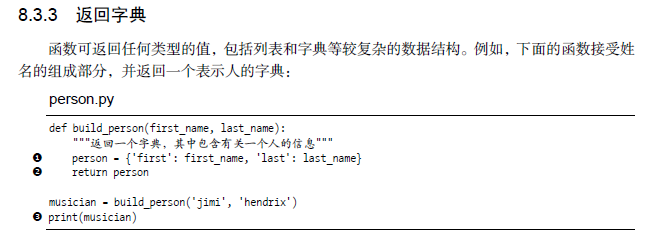 8.3.3 返回字典
函数可返回任何类型的值，包括列表和字典等较复杂的数据结构。例如，下面的函数接受姓
名的组成部分，并返回一个表示人的字典：
person.py
def build_person(first_name, last_name):
    """返回一个字典，其中包含有关一个人的信息"""
❶    person = {'first': first_name, 'last': last_name}
❷    return person
musician = build_person('jimi', 'hendrix')
❸ print(musician)